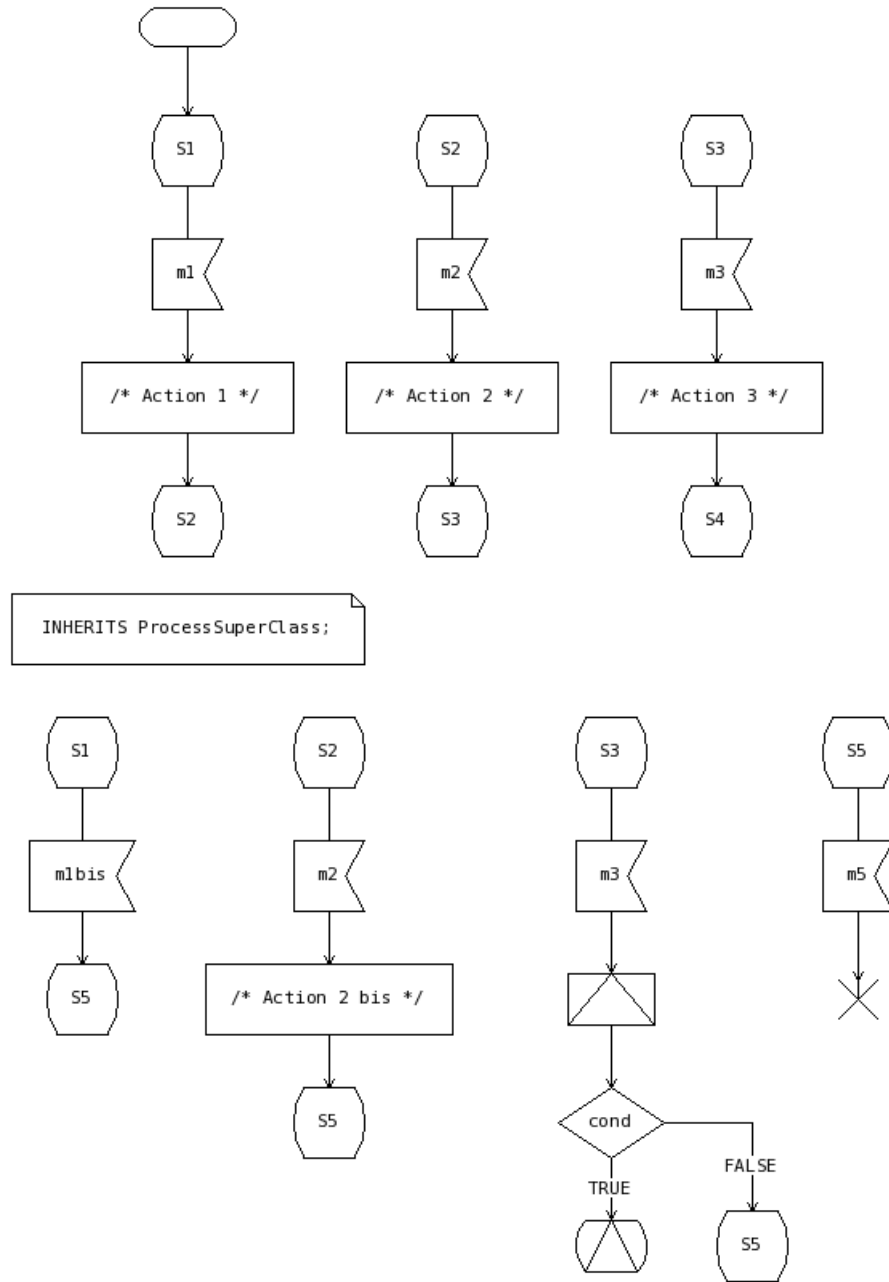 S1
S2
S3
m1
m2
m3
/* Action 1 */
/* Action 2 */
/* Action 3 */
S2
S3
S4
INHERITS ProcessSuperClass;
S1
S2
S3
S5
m1bis
m2
m3
m5
S5
/* Action 2 bis */
S5
cond
FALSE
TRUE
S5